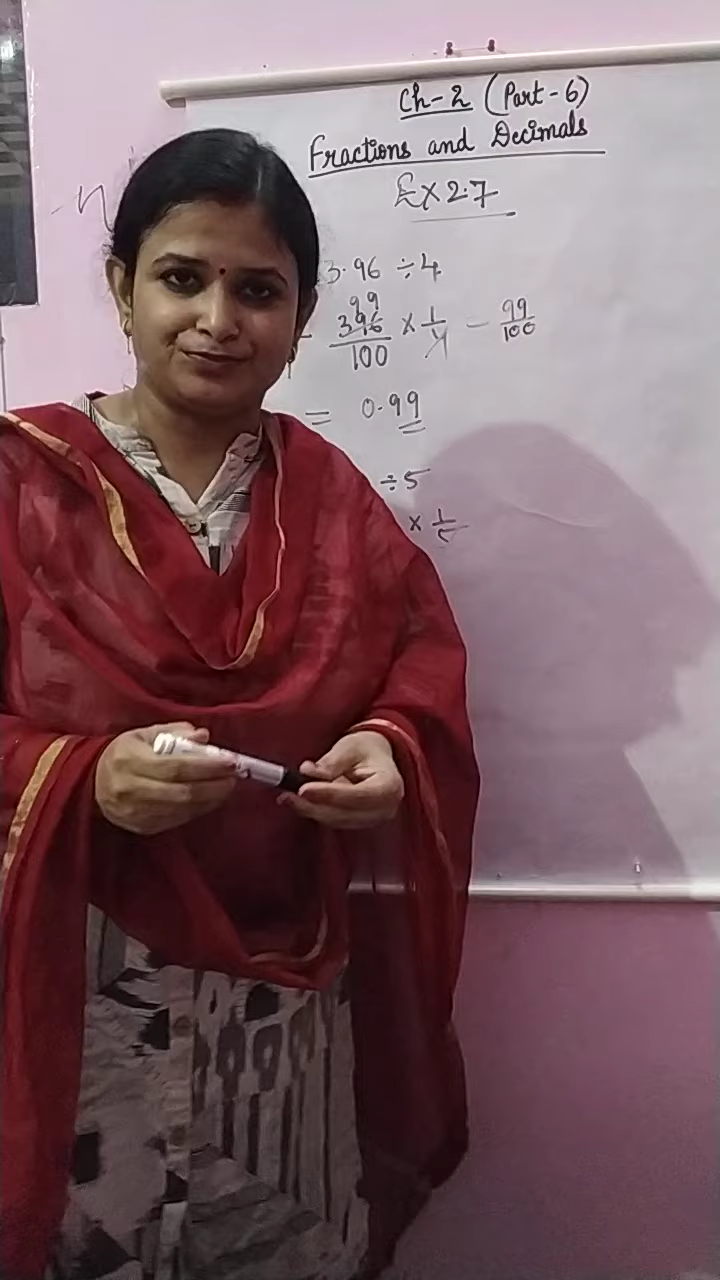 Ch-2 (Part-6)
Fractions and Decimals
Ex 2.7
3.96 ÷ 4
99
396/100 × 1/4 - 99/100
= 0.99
÷ 5
× 1/5